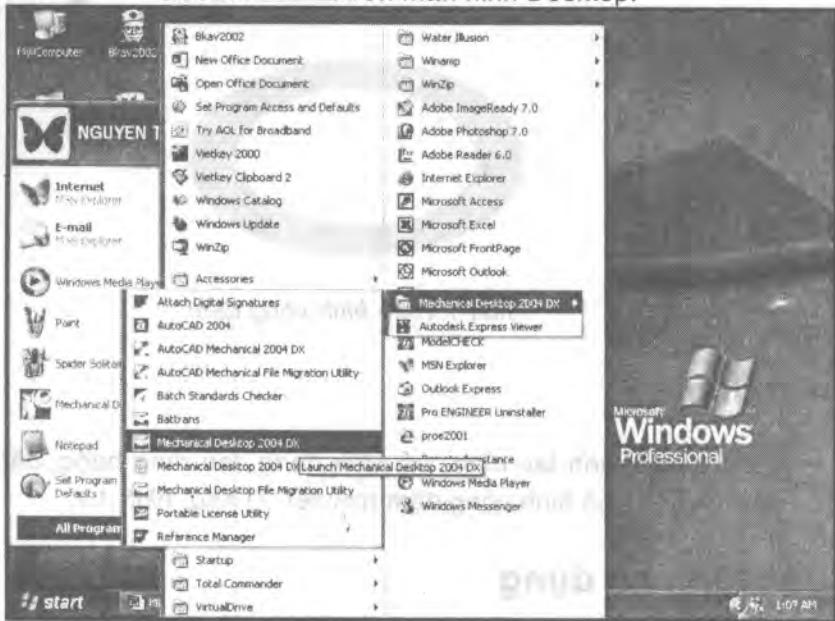 màn hình Desktop.
My Computer
Bkav2002
NGUYEN T
Internet
MSN Explorer
E-mail
MSN Explorer
Windows Media Playe
Paint
Spider Solitai
Mechanical D
Notepad
Set Program
Defaults
All Program
start
Bkav2002
New Office Document
Open Office Document
Set Program Access and Defaults
Try AOL for Broadband
Vietkey 2000
Vietkey Clipboard 2
Windows Catalog
Windows Update
WinZip
Accessories
Attach Digital Signatures
AutoCAD 2004
AutoCAD Mechanical 2004 DX
AutoCAD Mechanical File Migration Utility
Batch Standards Checker
Battrans
Mechanical Desktop 2004 DX
Mechanical Desktop 2004 DX
Launch Mechanical Desktop 2004 DX
Mechanical Desktop File Migration Utility
Portable License Utility
Reference Manager
Startup
Total Commander
VirtualDrive
Water Illusion
Winamp
WinZip
Adobe ImageReady 7.0
Adobe Photoshop 7.0
Adobe Reader 6.0
Internet Explorer
Microsoft Access
Microsoft Excel
Microsoft FrontPage
Microsoft Outlook
Mechanical Desktop 2004 DX
Autodesk Express Viewer
ModelCHECK
MSN Explorer
Outlook Express
Pro ENGINEER Uninstaller
proe2001
Windows Media Player
Windows Messenger
Microsoft
Windows
Professional
1:07 AM